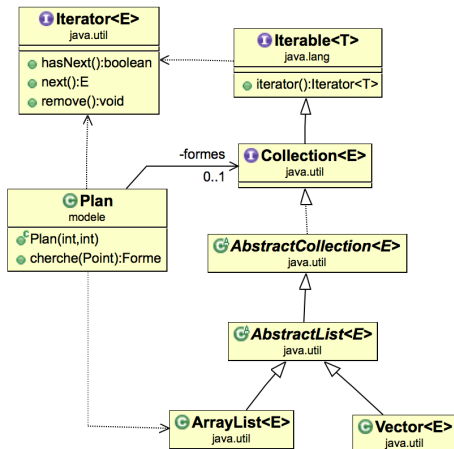 Iterator<E>
java.util
hasNext():boolean
next():E
remove():void
Iterable<T>
java.lang
iterator():Iterator<T>
-formes
0..1
Collection<E>
java.util
Plan
modele
Plan(int,int)
cherche(Point):Forme
AbstractCollection<E>
java.util
AbstractList<E>
java.util
ArrayList<E>
java.util
Vector<E>
java.util